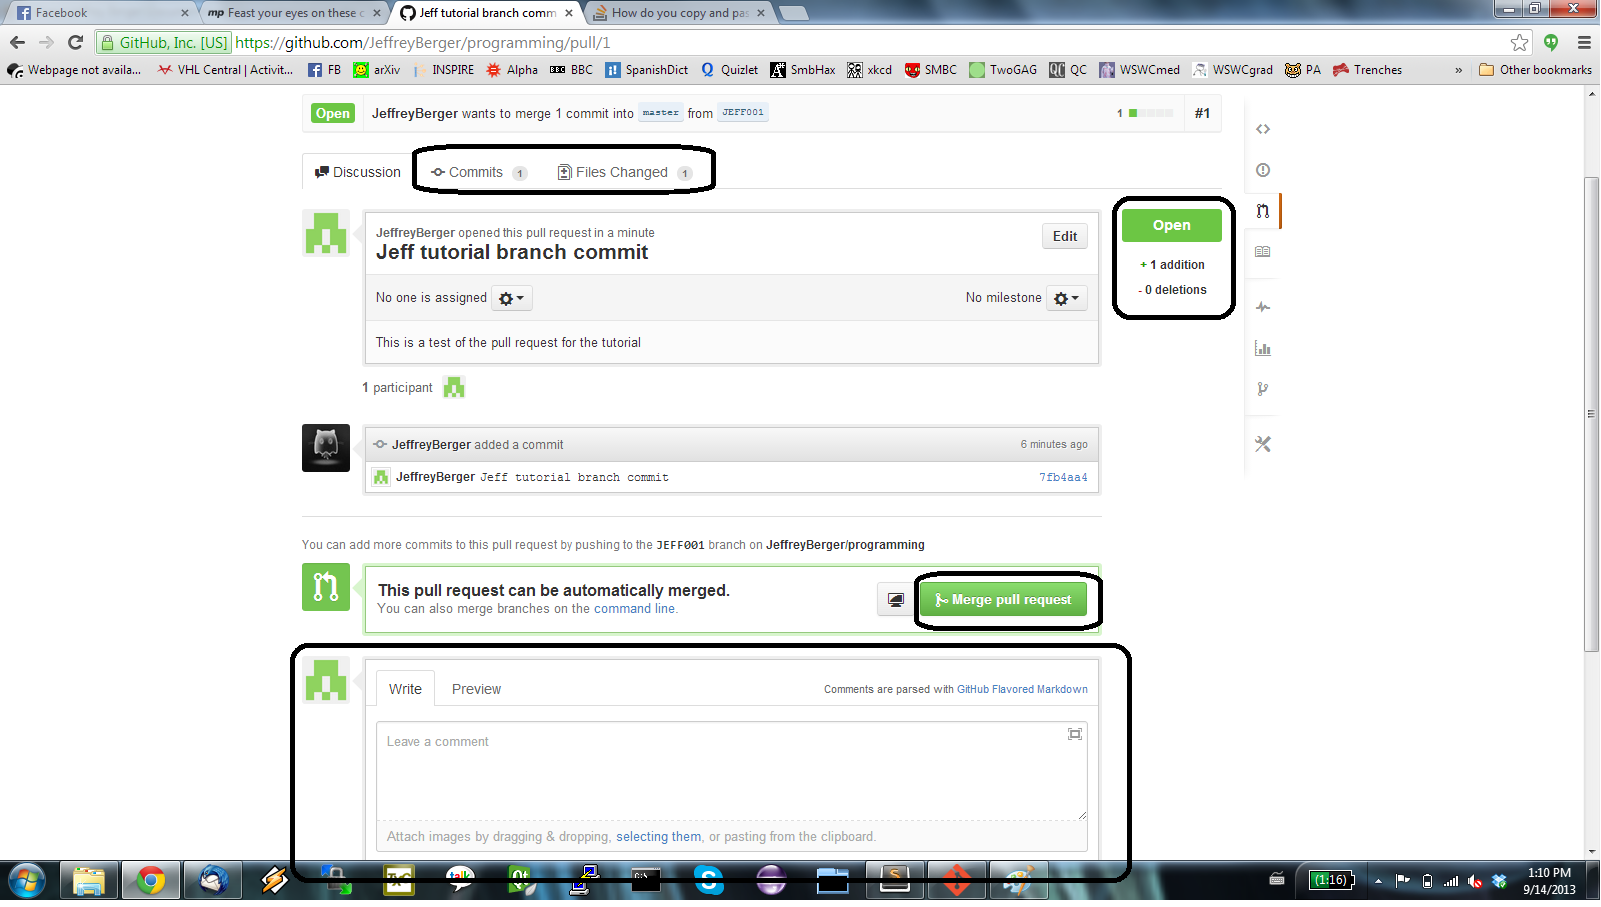 Facebook
mp Feast your eyes on these c
Jeff tutorial branch comm
How do you copy and pas
GitHub, Inc. [US] https://github.com/JeffreyBerger/programming/pull/1
Webpage not availa...
VHL Central | Activit...
FB
arXiv
INSPIRE
Alpha
BBC BBC
it SpanishDict
Q Quizlet
SmbHax
xkcd
SMBC
TwoGAG
QC QC
WSWCmed
WSWCgrad
PA
Trenches
»
Other bookmarks
Open JeffreyBerger wants to merge 1 commit into master from JEFF001 1 #1
Discussion Commits 1 Files Changed 1
JeffreyBerger opened this pull request in a minute
Jeff tutorial branch commit
Edit
Open
+ 1 addition
- 0 deletions
No one is assigned No milestone
This is a test of the pull request for the tutorial
1 participant
JeffreyBerger added a commit 6 minutes ago
JeffreyBerger Jeff tutorial branch commit 7fb4aa4
You can add more commits to this pull request by pushing to the JEFF001 branch on JeffreyBerger/programming
This pull request can be automatically merged.
You can also merge branches on the command line.
Merge pull request
Write Preview Comments are parsed with GitHub Flavored Markdown
Leave a comment
Attach images by dragging & dropping, selecting them, or pasting from the clipboard.
talk
Qt
C:\
S
(1:16)
1:10 PM
9/14/2013